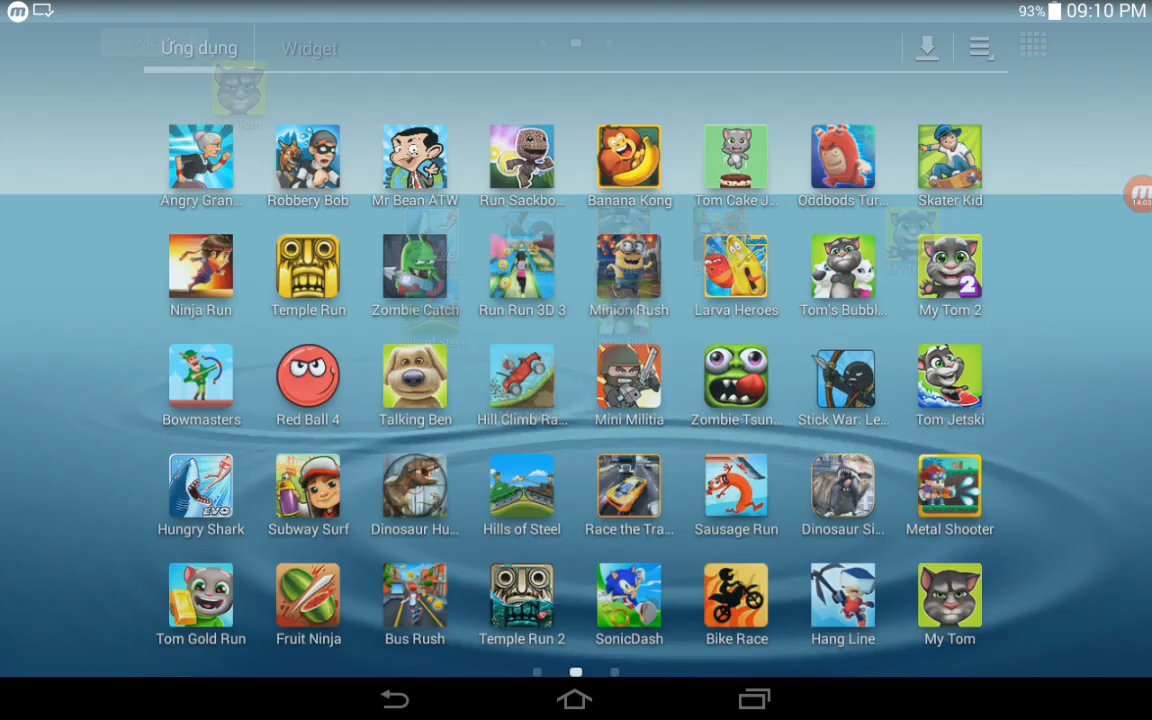 93% 09:10 PM
Ứng dụng Widget
Angry Gran... Robbery Bob Mr Bean ATW Run Sackbo... Banana Kong Tom Cake J... Oddbods Tur... Skater Kid
14:03
2
Ninja Run Temple Run Zombie Catch Run Run 3D 3 Minion Rush Larva Heroes Tom's Bubbl... My Tom 2
Bowmasters Red Ball 4 Talking Ben Hill Climb Ra... Mini Militia Zombie Tsun... Stick War: Le... Tom Jetski
EVO
Hungry Shark Subway Surf Dinosaur Hu... Hills of Steel Race the Tra... Sausage Run Dinosaur Si... Metal Shooter
Tom Gold Run Fruit Ninja Bus Rush Temple Run 2 SonicDash Bike Race Hang Line My Tom